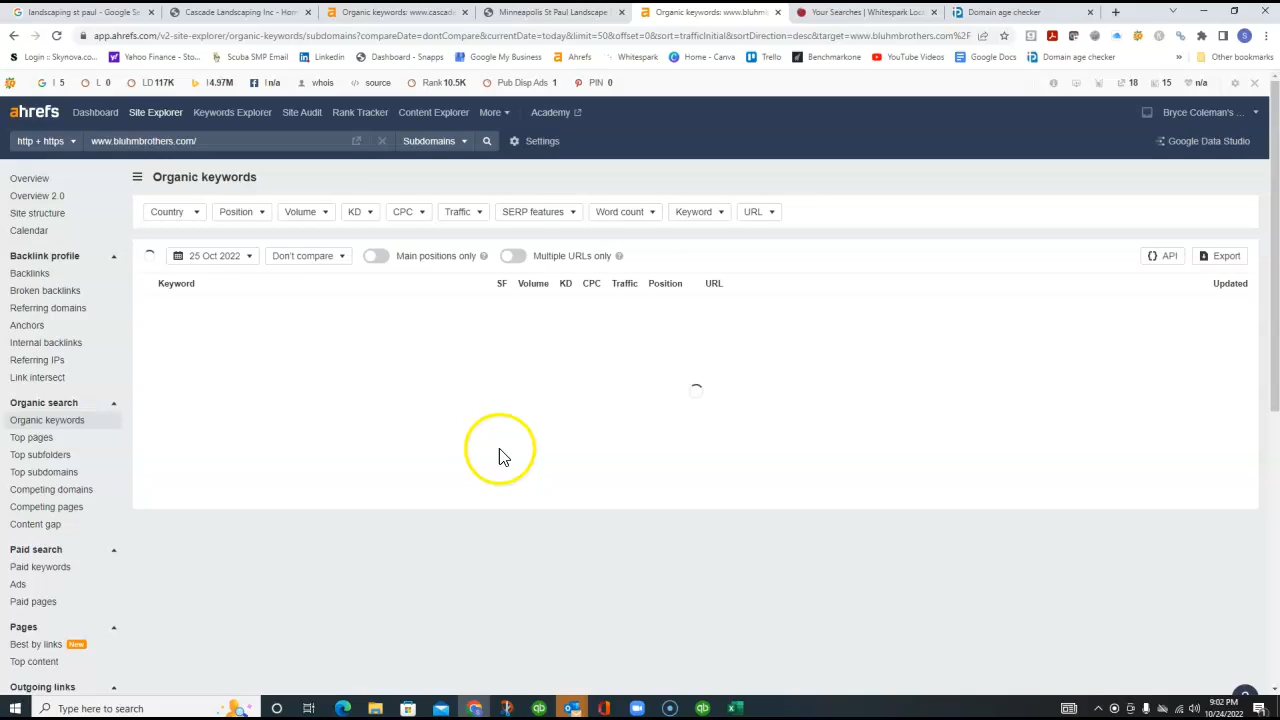 landscaping st paul - Google Se
Cascade Landscaping Inc - Hom
Organic keywords: www.cascade
Minneapolis St Paul Landscape
Organic keywords: www.bluhmb
Your Searches | Whitespark Loc
Domain age checker
app.ahrefs.com/v2-site-explorer/organic-keywords/subdomains?compareDate=dontCompare&currentDate=today&limit=50&offset=0&sort=trafficInitial&sortDirection=desc&target=www.bluhmbrothers.com%2F
Login :: Skynova.c...
Yahoo Finance - Sto...
Scuba SMP Email
Linkedin
Dashboard - Snapps
Google My Business
Ahrefs
Whitespark
Home - Canva
Trello
Benchmarkone
YouTube Videos
Google Docs
Domain age checker
»
Other bookmarks
I 5
L 0
LD 117K
I 4.97M
I n/a
whois
source
Rank 10.5K
Pub Disp Ads 1
PIN 0
18
15
n/a
ahrefs
Dashboard
Site Explorer
Keywords Explorer
Site Audit
Rank Tracker
Content Explorer
More
Academy
Bryce Coleman's ...
http + https
www.bluhmbrothers.com/
Subdomains
Settings
Google Data Studio
Overview
Overview 2.0
Site structure
Calendar
Backlink profile
Backlinks
Broken backlinks
Referring domains
Anchors
Internal backlinks
Referring IPs
Link intersect
Organic search
Organic keywords
Top pages
Top subfolders
Top subdomains
Competing domains
Competing pages
Content gap
Paid search
Paid keywords
Ads
Paid pages
Pages
Best by links New
Top content
Outgoing links
Organic keywords
Country
Position
Volume
KD
CPC
Traffic
SERP features
Word count
Keyword
URL
25 Oct 2022
Don't compare
Main positions only
Multiple URLs only
{} API
Export
Keyword
SF
Volume
KD
CPC
Traffic
Position
URL
Updated
Type here to search
9:02 PM
10/24/2022